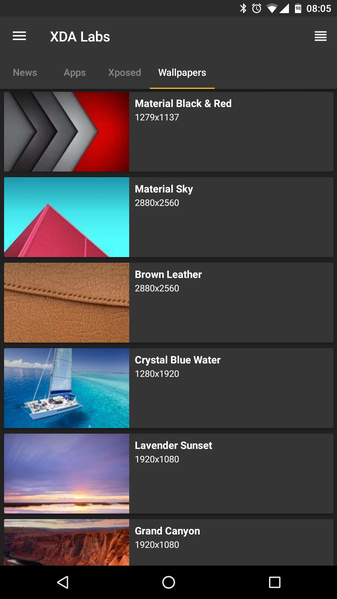 08:05
XDA Labs
News Apps Xposed Wallpapers
Material Black & Red
1279x1137
Material Sky
2880x2560
Brown Leather
2880x2560
Crystal Blue Water
1280x1920
Lavender Sunset
1920x1080
Grand Canyon
1920x1080